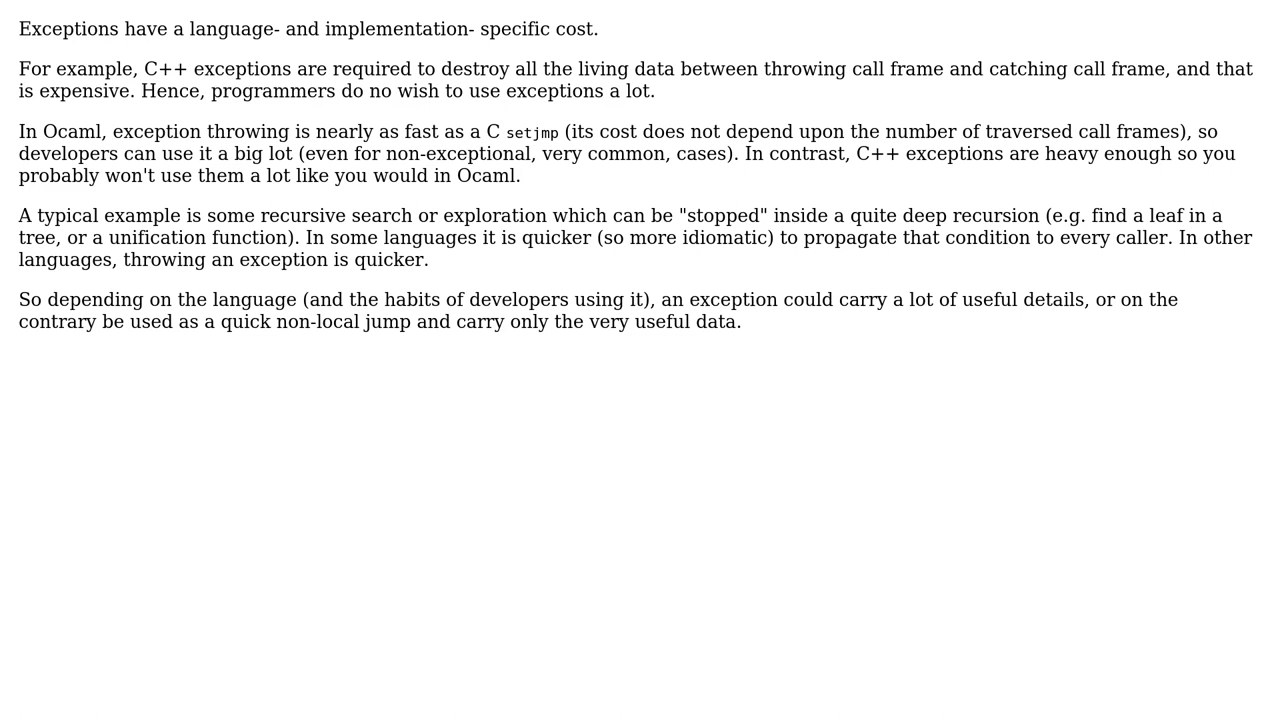 Exceptions have a language- and implementation- specific cost.
For example, C++ exceptions are required to destroy all the living data between throwing call frame and catching call frame, and that
is expensive. Hence, programmers do no wish to use exceptions a lot.
In Ocaml, exception throwing is nearly as fast as a C setjmp (its cost does not depend upon the number of traversed call frames), so
developers can use it a big lot (even for non-exceptional, very common, cases). In contrast, C++ exceptions are heavy enough so you
probably won't use them a lot like you would in Ocaml.
A typical example is some recursive search or exploration which can be "stopped" inside a quite deep recursion (e.g. find a leaf in a
tree, or a unification function). In some languages it is quicker (so more idiomatic) to propagate that condition to every caller. In other
languages, throwing an exception is quicker.
So depending on the language (and the habits of developers using it), an exception could carry a lot of useful details, or on the
contrary be used as a quick non-local jump and carry only the very useful data.